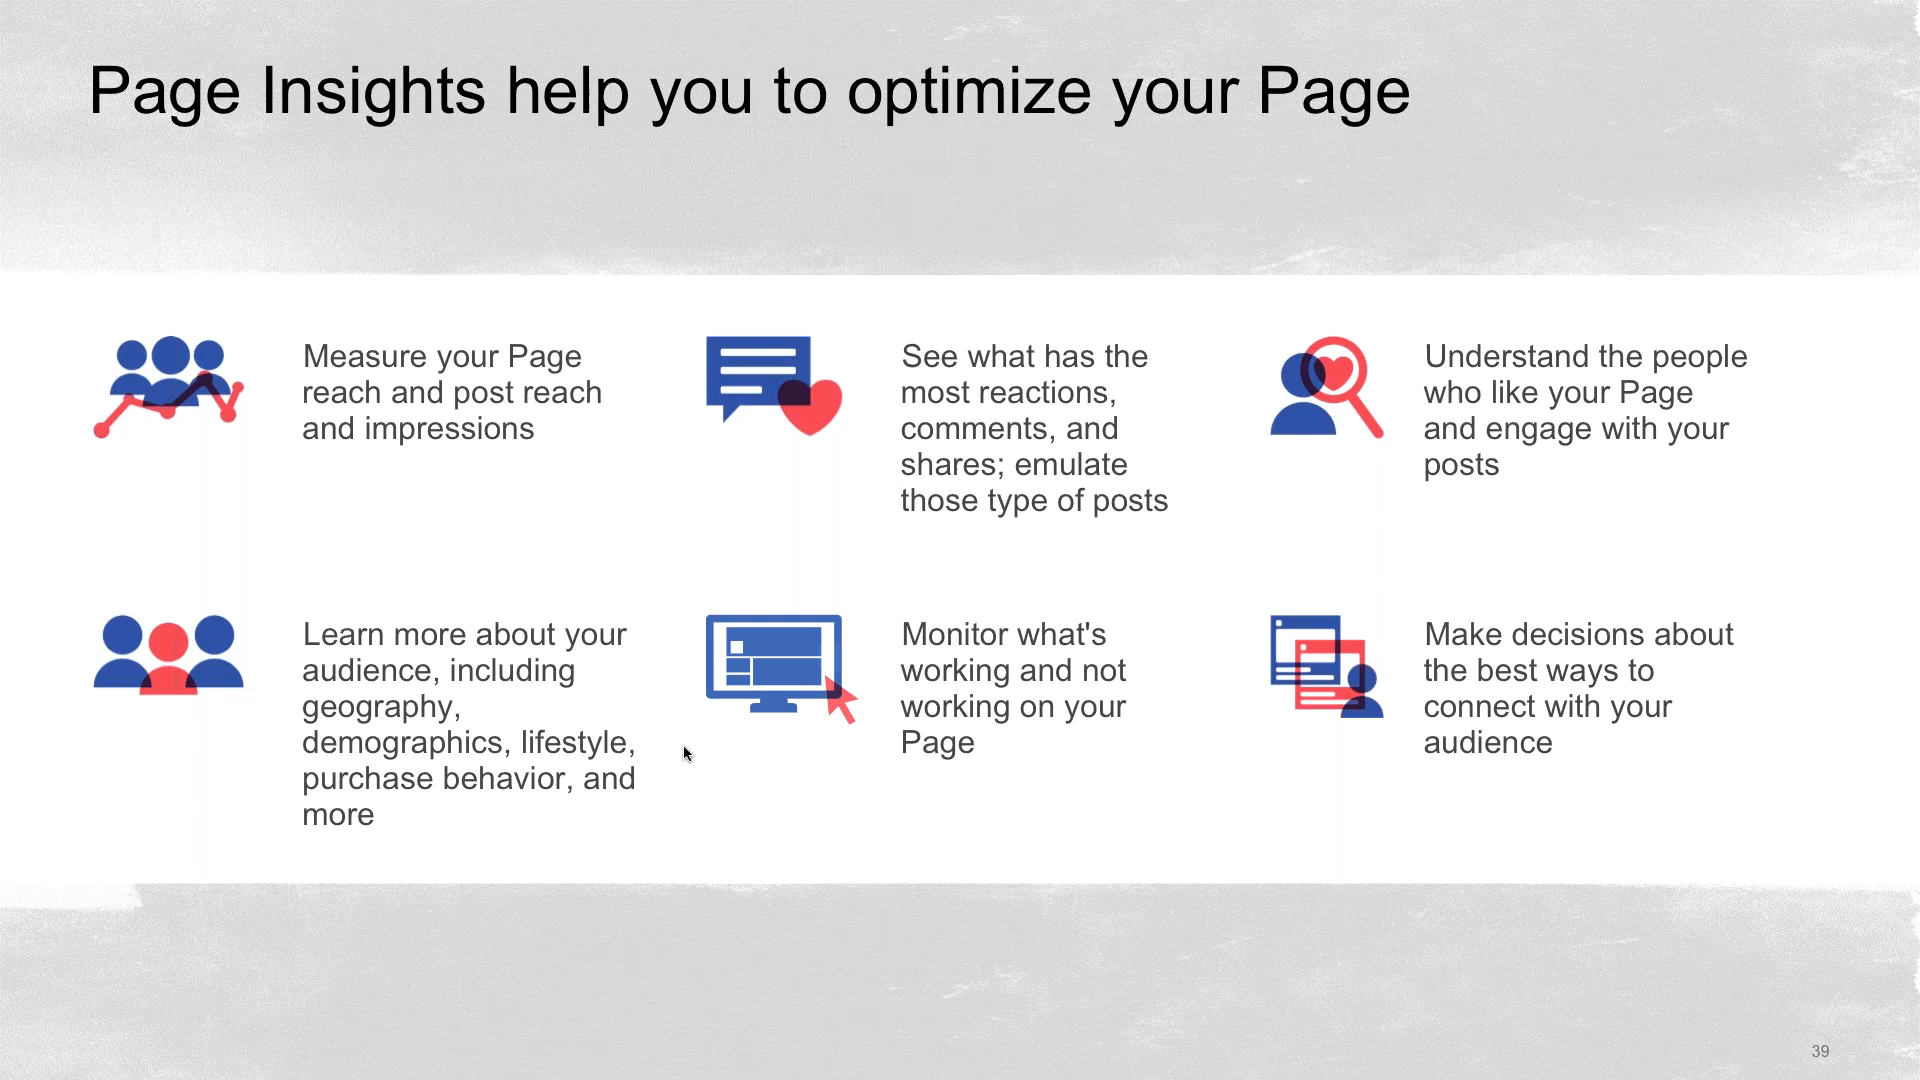 Page Insights help you to optimize your Page
Measure your Page
reach and post reach
and impressions
See what has the
most reactions,
comments, and
shares; emulate
those type of posts
Understand the people
who like your Page
and engage with your
posts
Learn more about your
audience, including
geography,
demographics, lifestyle,
purchase behavior, and
more
Monitor what's
working and not
working on your
Page
Make decisions about
the best ways to
connect with your
audience
39